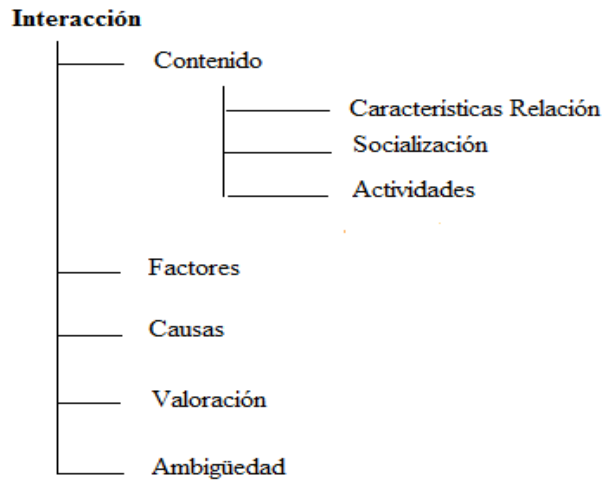 Interacción
Contenido
Características Relación
Socialización
Actividades
Factores
Causas
Valoración
Ambigüedad